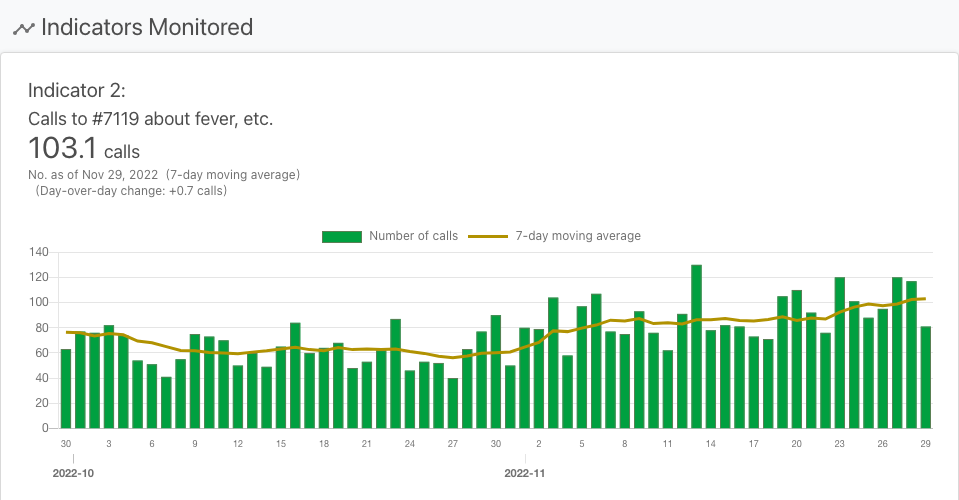 Indicators Monitored
Indicator 2:
Calls to #7119 about fever, etc.
103.1 calls
No. as of Nov 29, 2022 (7-day moving average)
(Day-over-day change: +0.7 calls)
Number of calls 7-day moving average
140
120
100
80
60
40
20
0
30 3 6 9 12 15 18 21 24 27 30 2 5 8 11 14 17 20 23 26 29
2022-10 2022-11